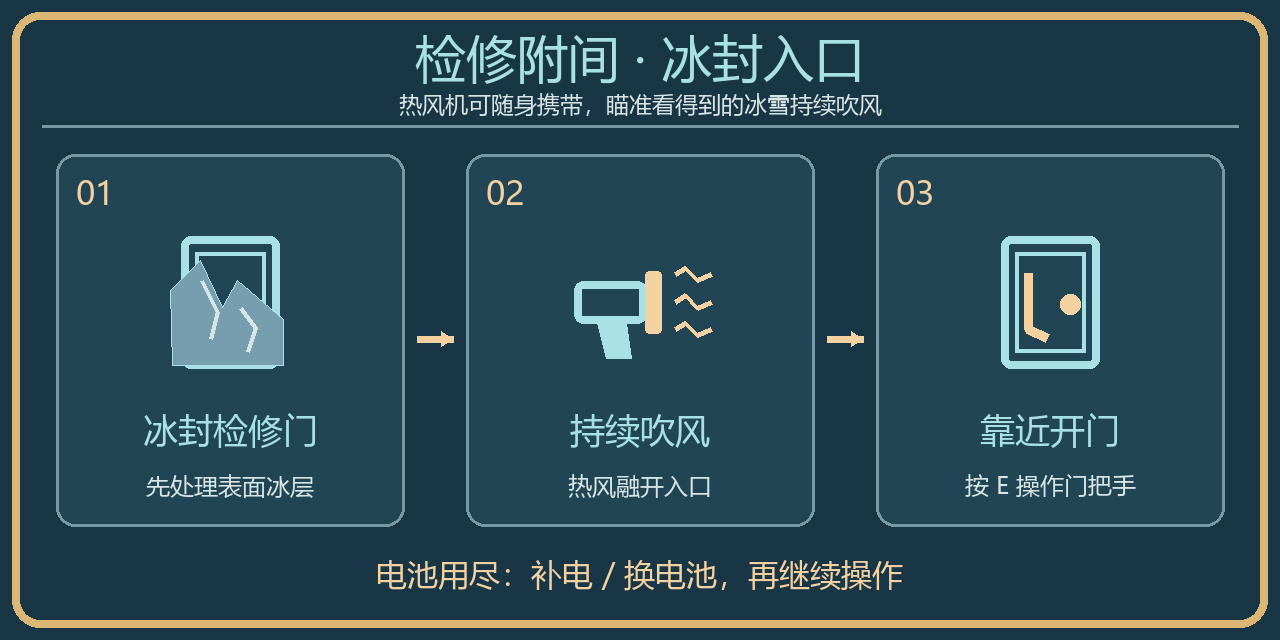 检修附间 · 冰封入口
热风机可随身携带，瞄准看得到的冰雪持续吹风
01
冰封检修门
先处理表面冰层
02
持续吹风
热风融开入口
03
靠近开门
按 E 操作门把手
电池用尽：补电 / 换电池，再继续操作